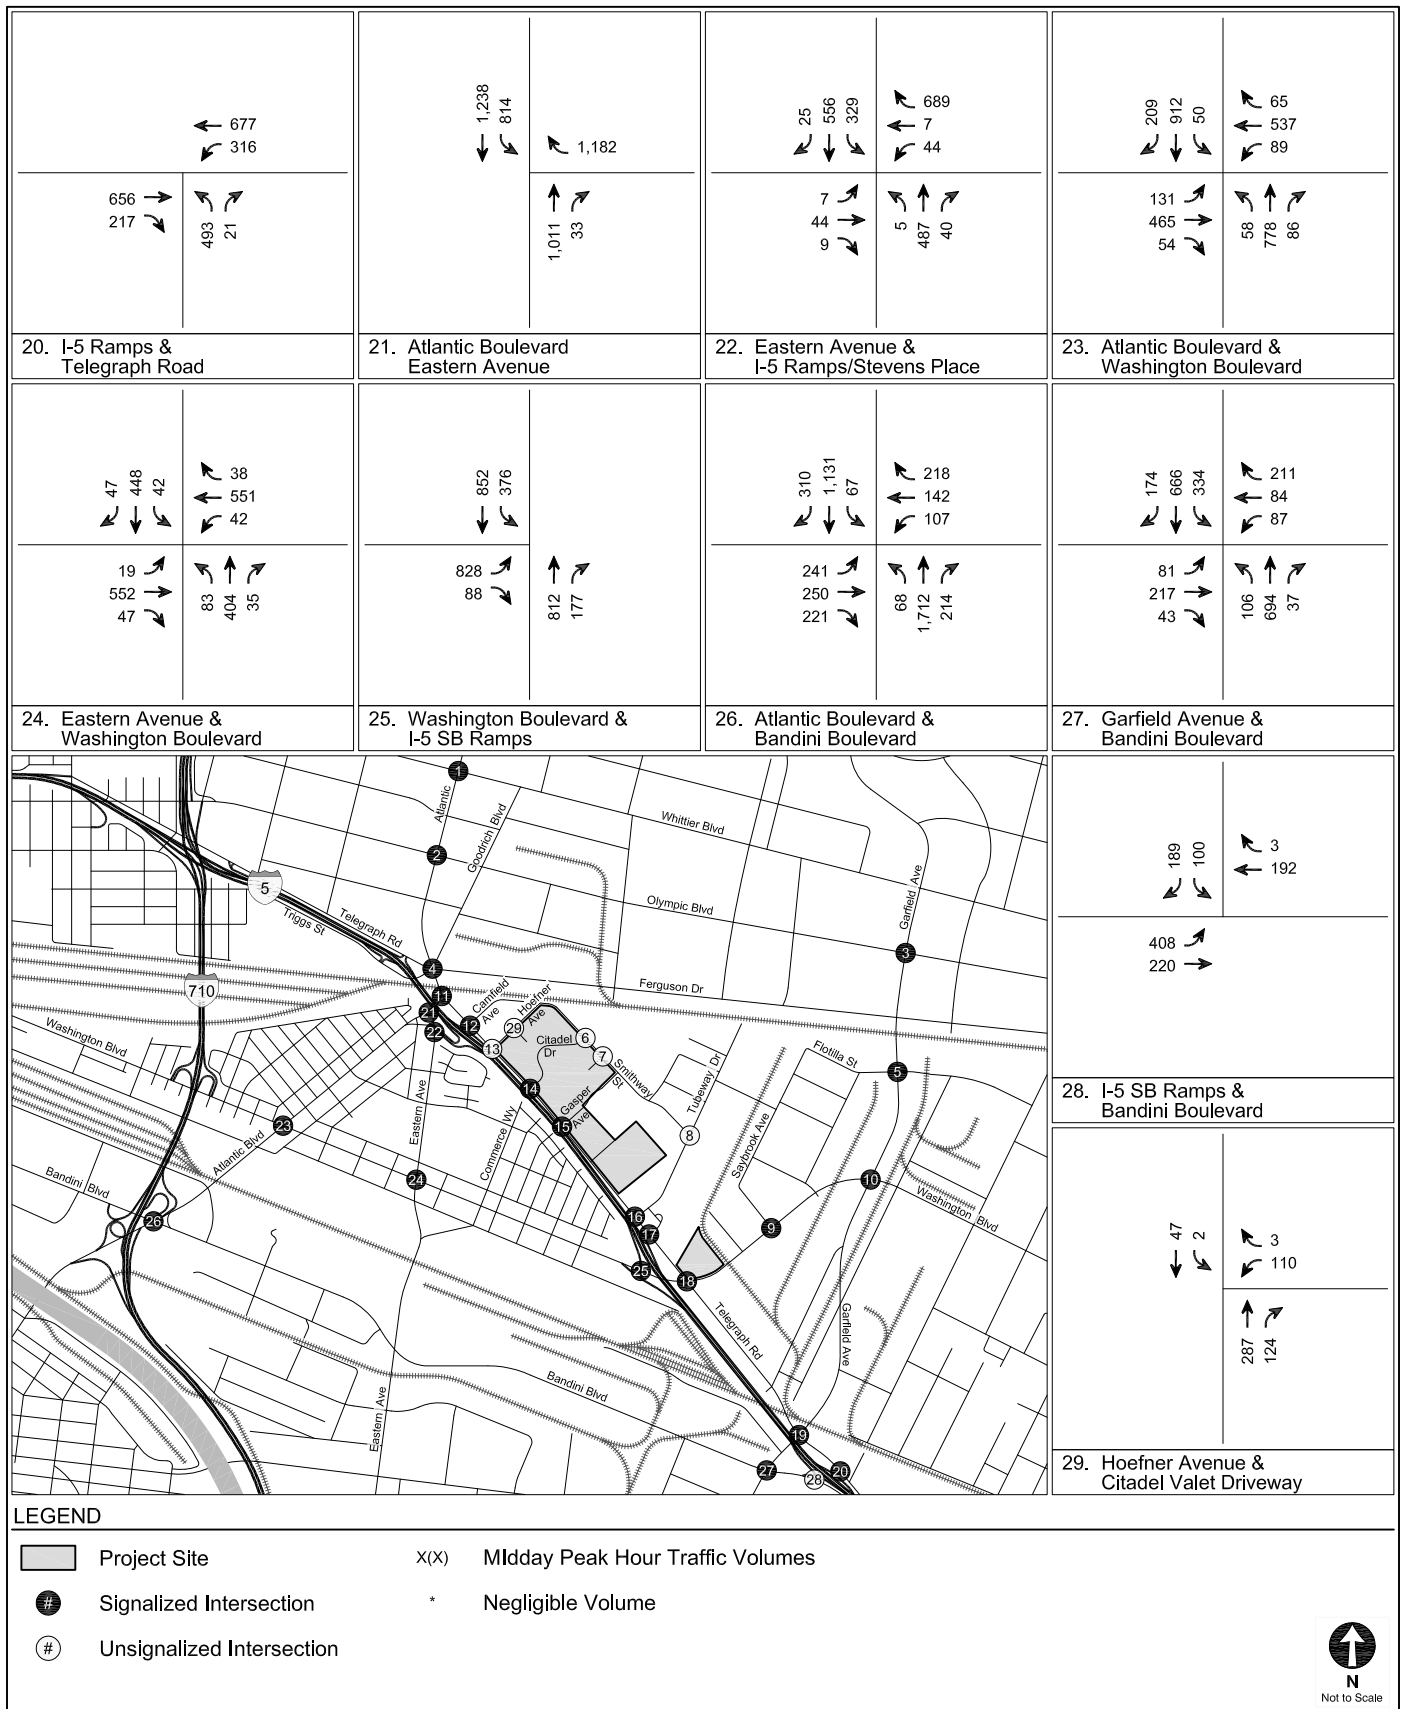 677
316
656
217
493
21
20. I-5 Ramps &
Telegraph Road
1,238
814
1,182
1,011
33
21. Atlantic Boulevard
Eastern Avenue
25
556
329
689
7
44
7
44
9
5
487
40
22. Eastern Avenue &
I-5 Ramps/Stevens Place
209
912
50
65
537
89
131
465
54
58
778
86
23. Atlantic Boulevard &
Washington Boulevard
47
448
42
38
551
42
19
552
47
83
404
35
24. Eastern Avenue &
Washington Boulevard
852
376
828
88
812
177
25. Washington Boulevard &
I-5 SB Ramps
310
1,131
67
218
142
107
241
250
221
68
1,712
214
26. Atlantic Boulevard &
Bandini Boulevard
174
666
334
211
84
87
81
217
43
106
694
37
27. Garfield Avenue &
Bandini Boulevard
1
Atlantic
Goodrich Blvd
Whittier Blvd
2
5
Triggs St
Telegraph Rd
Olympic Blvd
Garfield Ave
3
4
710
Ferguson Dr
11
21
22
12
Camfield
Ave
Hoefner
Ave
29
13
Citadel
Dr
6
7
Smithway
St
Washington Blvd
Tubeway Dr
Flotilla St
5
14
Gasper
Ave
15
23
Atlantic Blvd
Eastern Ave
Commerce Wy
8
Saybrook Ave
24
10
Washington Blvd
Bandini Blvd
26
16
17
9
25
18
Telegraph Rd
Garfield Ave
Bandini Blvd
Eastern Ave
19
27
28
20
189
100
3
192
408
220
28. I-5 SB Ramps &
Bandini Boulevard
47
2
3
110
287
124
29. Hoefner Avenue &
Citadel Valet Driveway
LEGEND
Project Site
X(X) MIdday Peak Hour Traffic Volumes
# Signalized Intersection
* Negligible Volume
# Unsignalized Intersection
N
Not to Scale